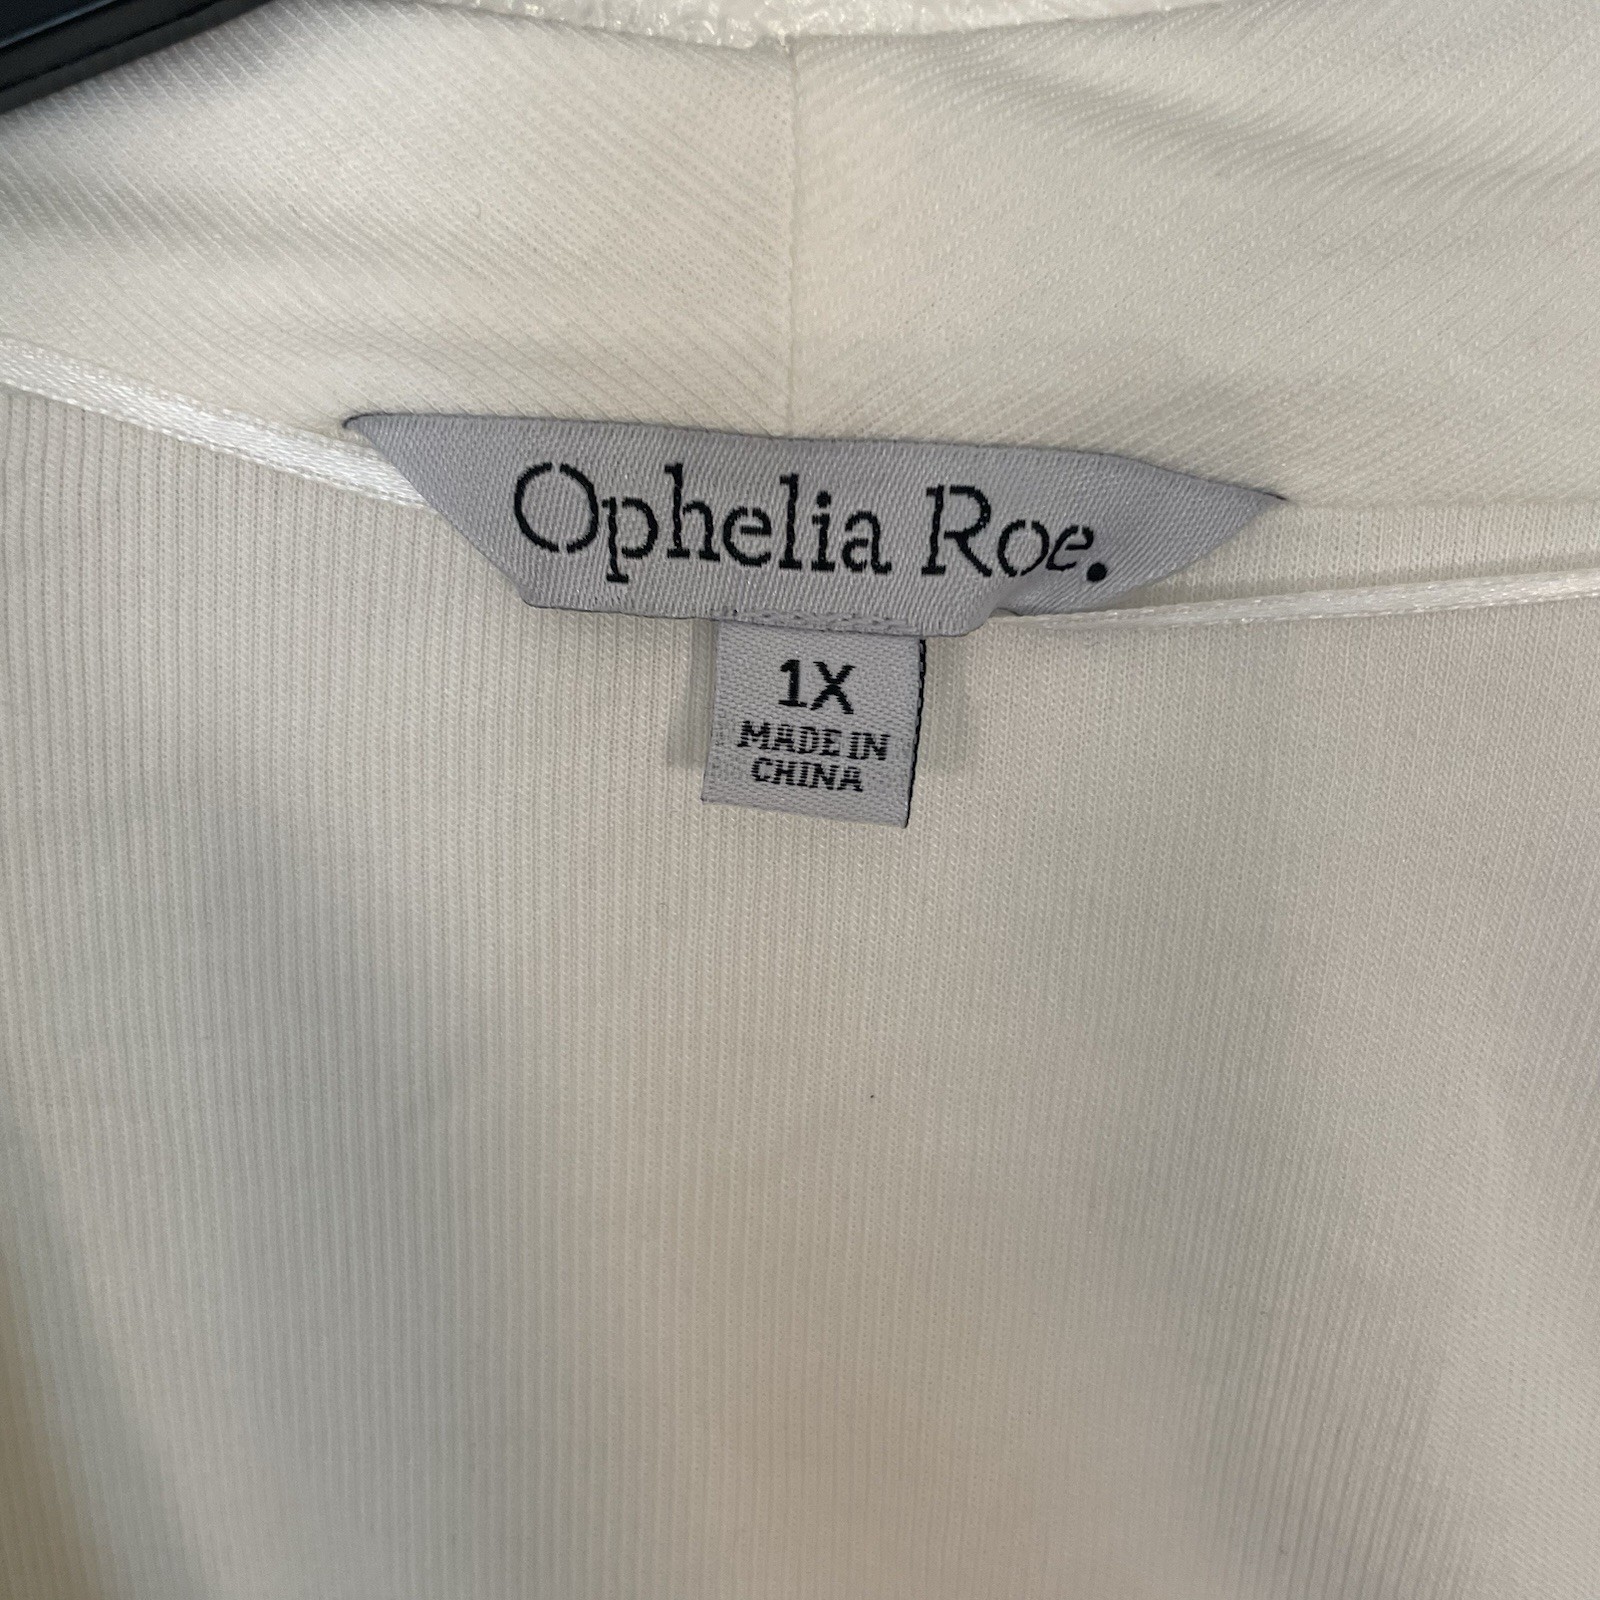 Ophelia Roe.
1X
MADE IN
CHINA